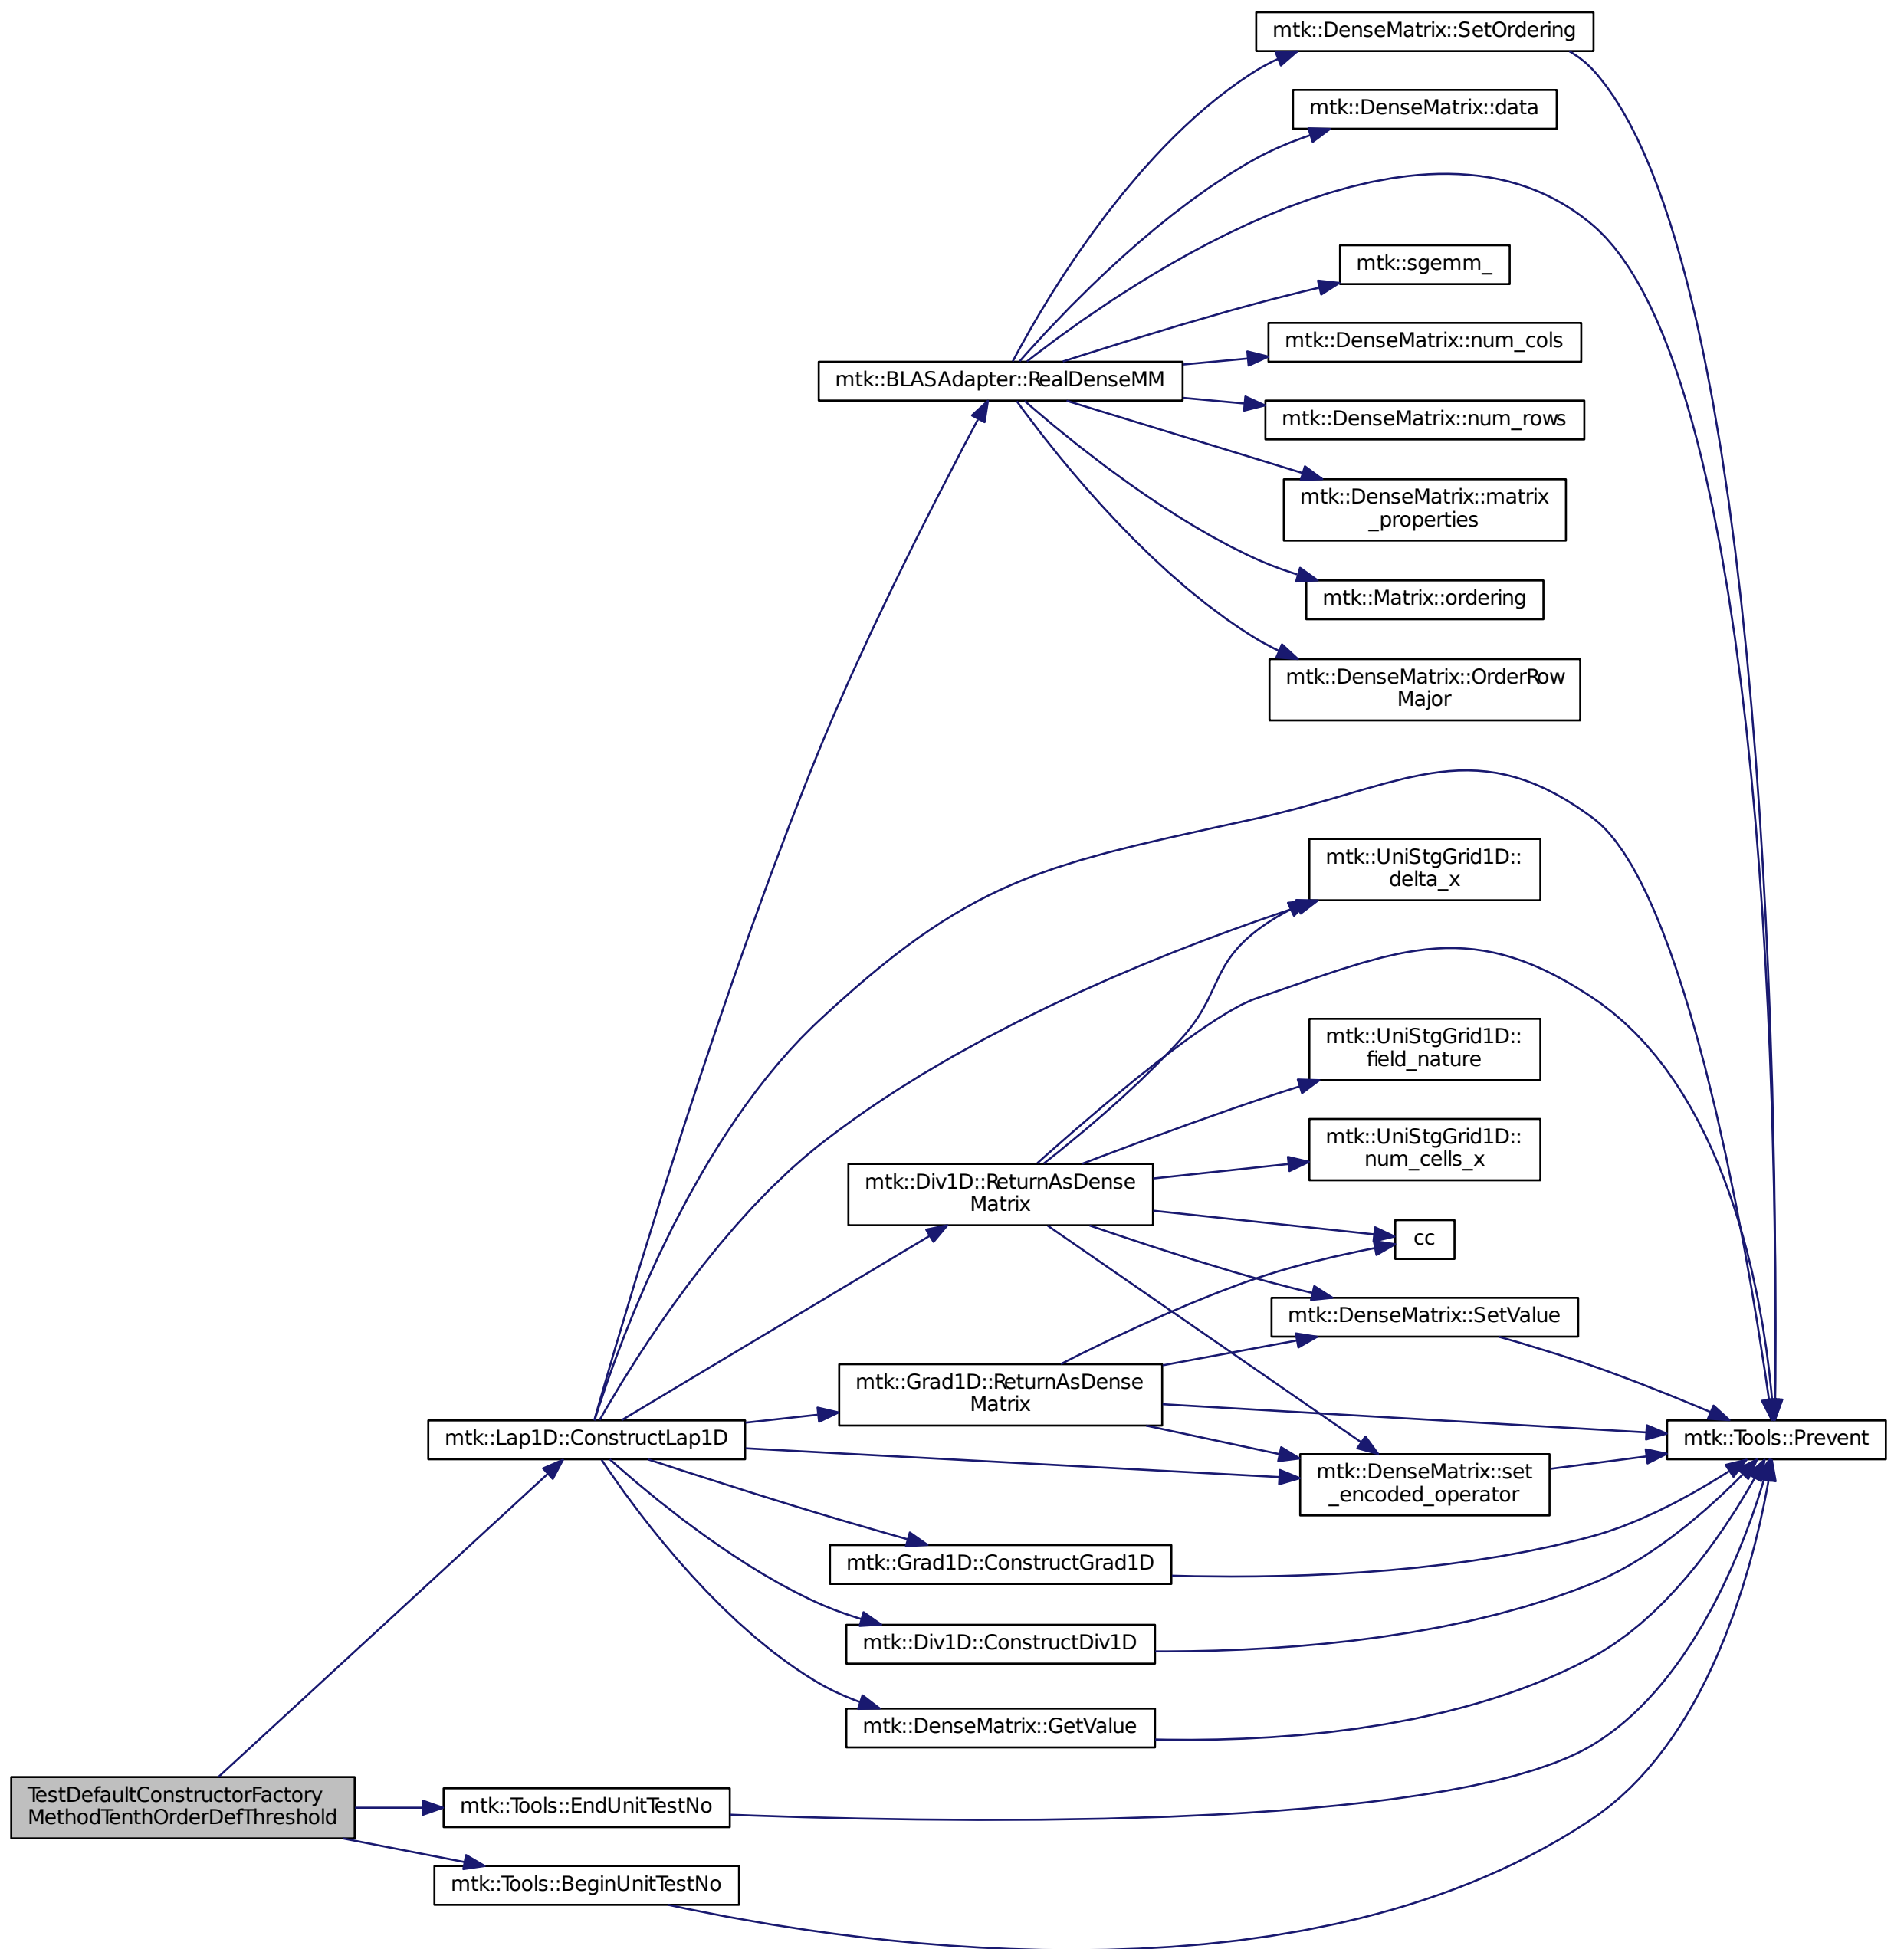 mtk::DenseMatrix::SetOrdering
mtk::DenseMatrix::data
mtk::sgemm_
mtk::DenseMatrix::num_cols
mtk::BLASAdapter::RealDenseMM
mtk::DenseMatrix::num_rows
mtk::DenseMatrix::matrix
_properties
mtk::Matrix::ordering
mtk::DenseMatrix::OrderRow
Major
mtk::UniStgGrid1D::
delta_x
mtk::UniStgGrid1D::
field_nature
mtk::UniStgGrid1D::
num_cells_x
mtk::Div1D::ReturnAsDense
Matrix
cc
mtk::DenseMatrix::SetValue
mtk::Grad1D::ReturnAsDense
Matrix
mtk::Lap1D::ConstructLap1D
mtk::Tools::Prevent
mtk::DenseMatrix::set
_encoded_operator
mtk::Grad1D::ConstructGrad1D
mtk::Div1D::ConstructDiv1D
mtk::DenseMatrix::GetValue
TestDefaultConstructorFactory
MethodTenthOrderDefThreshold
mtk::Tools::EndUnitTestNo
mtk::Tools::BeginUnitTestNo